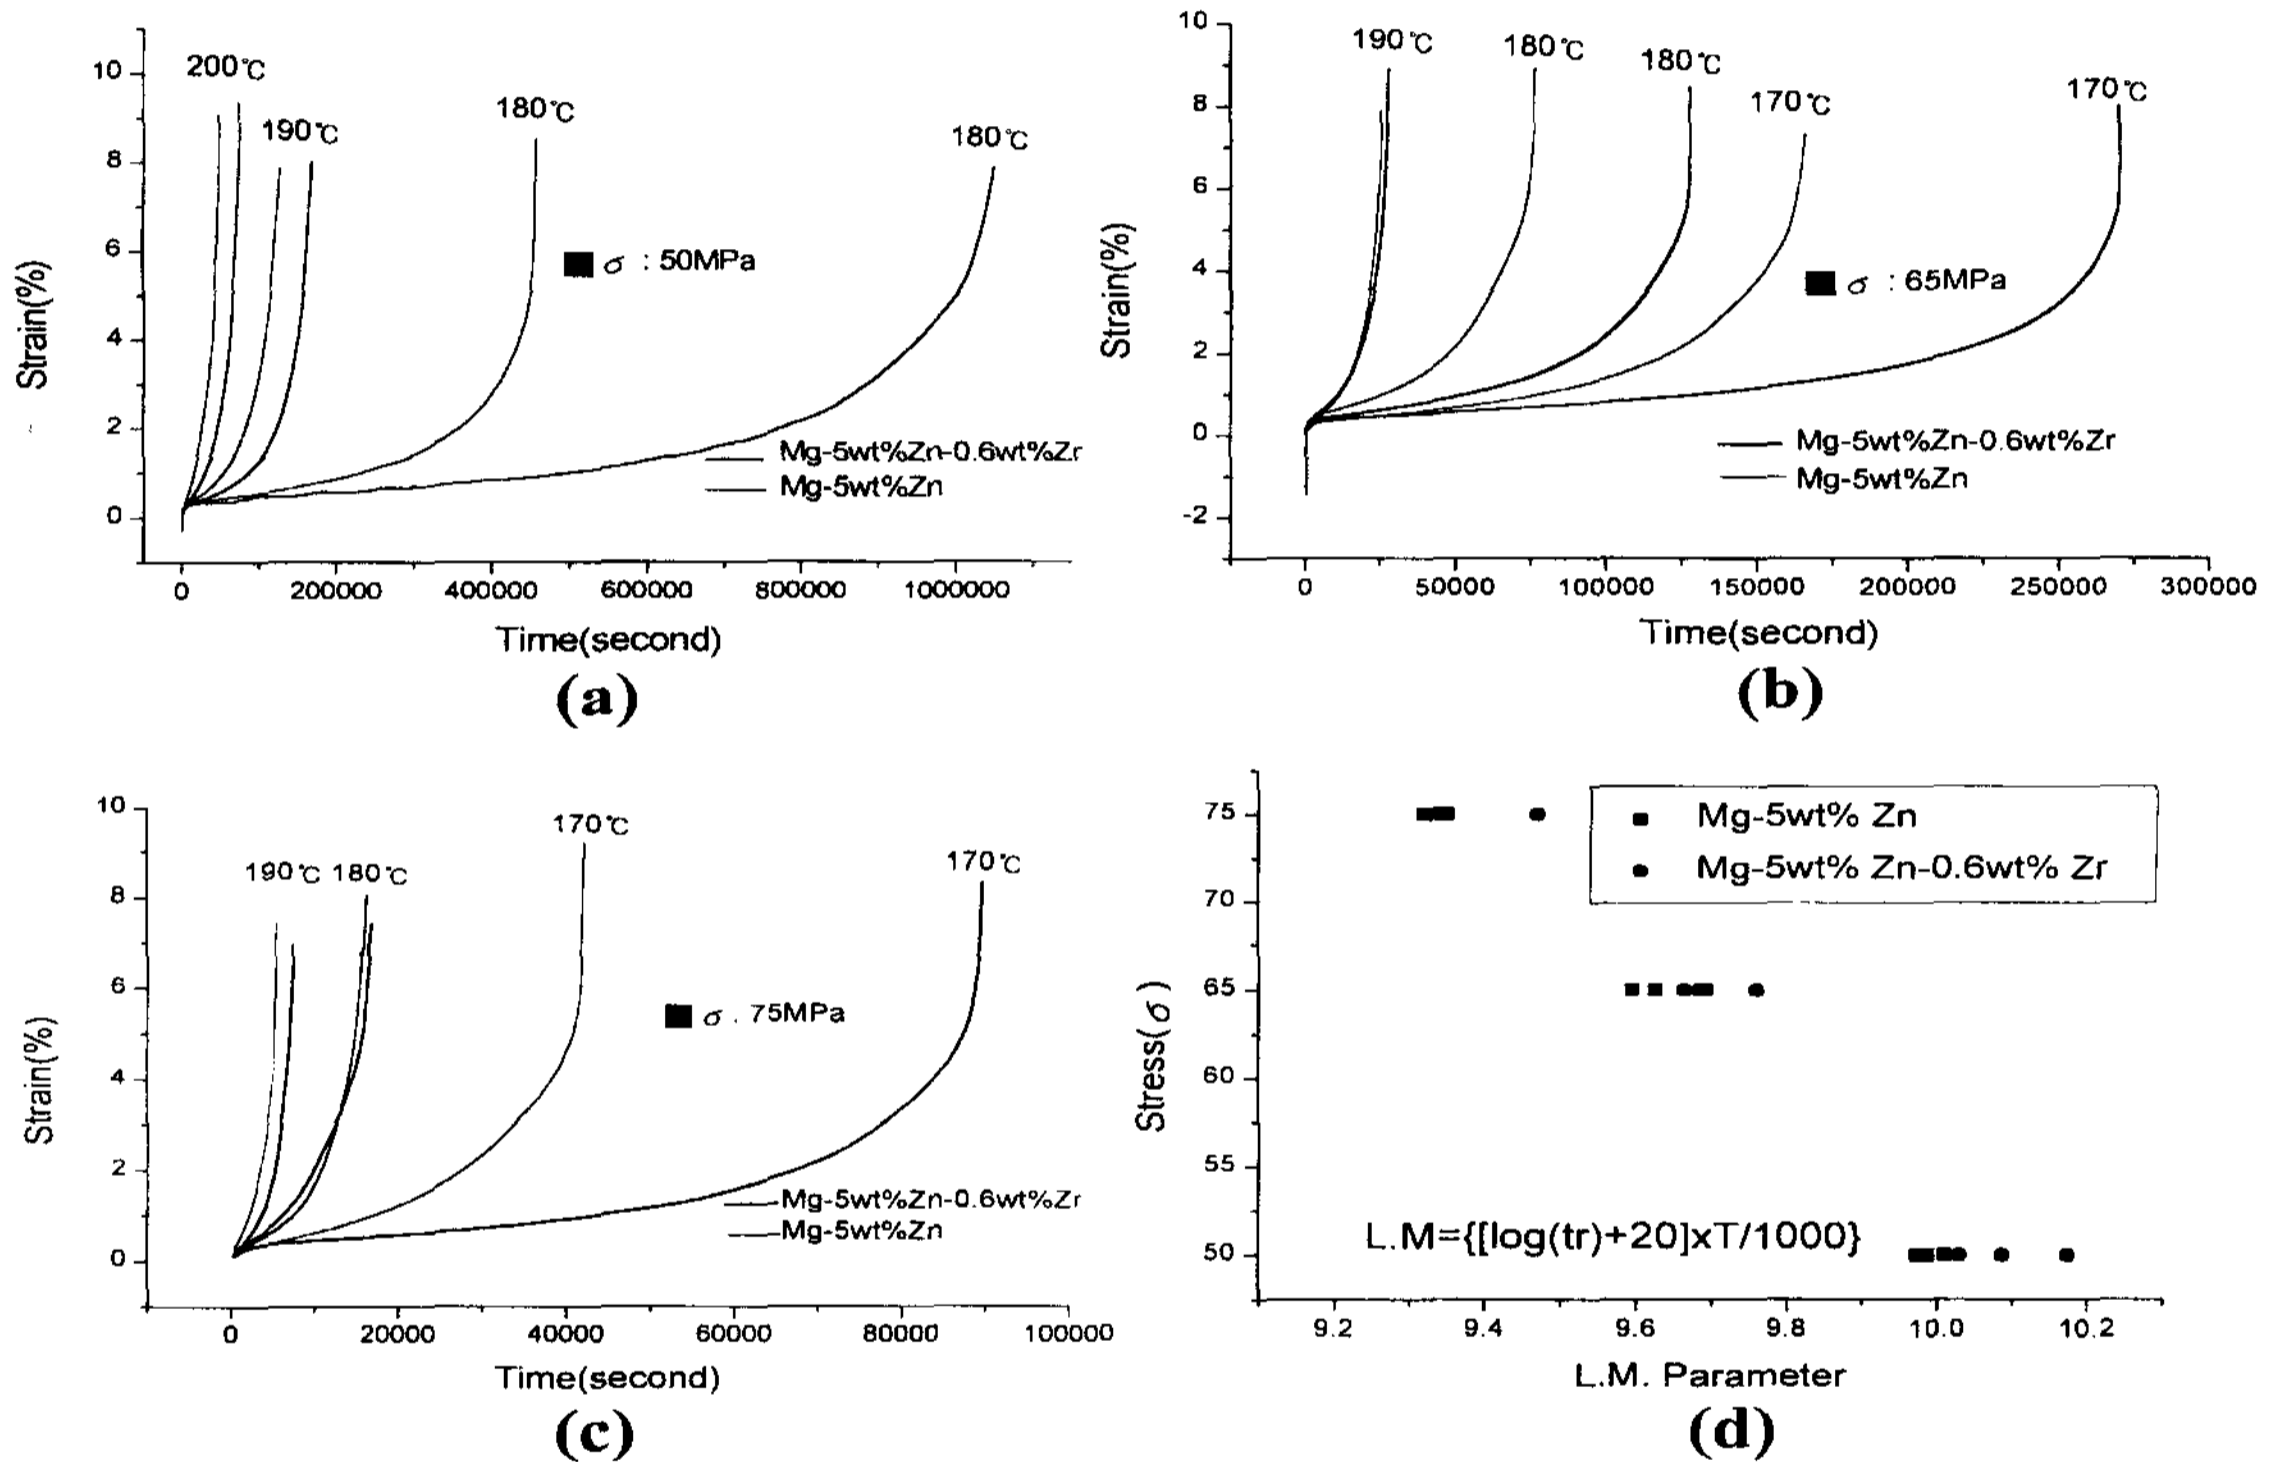 10
8
6
4
2
0
200℃
190℃
180℃
180℃
■ σ : 50MPa
Mg-5wt%Zn-0.6wt%Zr
Mg-5wt%Zn
0 200000 400000 600000 800000 1000000
Strain(%)
Time(second)
(a)
10
8
6
4
2
0
-2
190℃
180℃
180℃
170℃
170℃
■ σ : 65MPa
Mg-5wt%Zn-0.6wt%Zr
Mg-5wt%Zn
0 50000 100000 150000 200000 250000 300000
Strain(%)
Time(second)
(b)
10
8
6
4
2
0
190℃ 180℃
170℃
170℃
■ σ . 75MPa
Mg-5wt%Zn-0.6wt%Zr
Mg-5wt%Zn
0 20000 40000 60000 80000 100000
Strain(%)
Time(second)
(c)
75
70
65
60
55
50
■ Mg-5wt% Zn
● Mg-5wt% Zn-0.6wt% Zr
L.M={[log(tr)+20]xT/1000}
9.2 9.4 9.6 9.8 10.0 10.2
Stress(σ)
L.M. Parameter
(d)